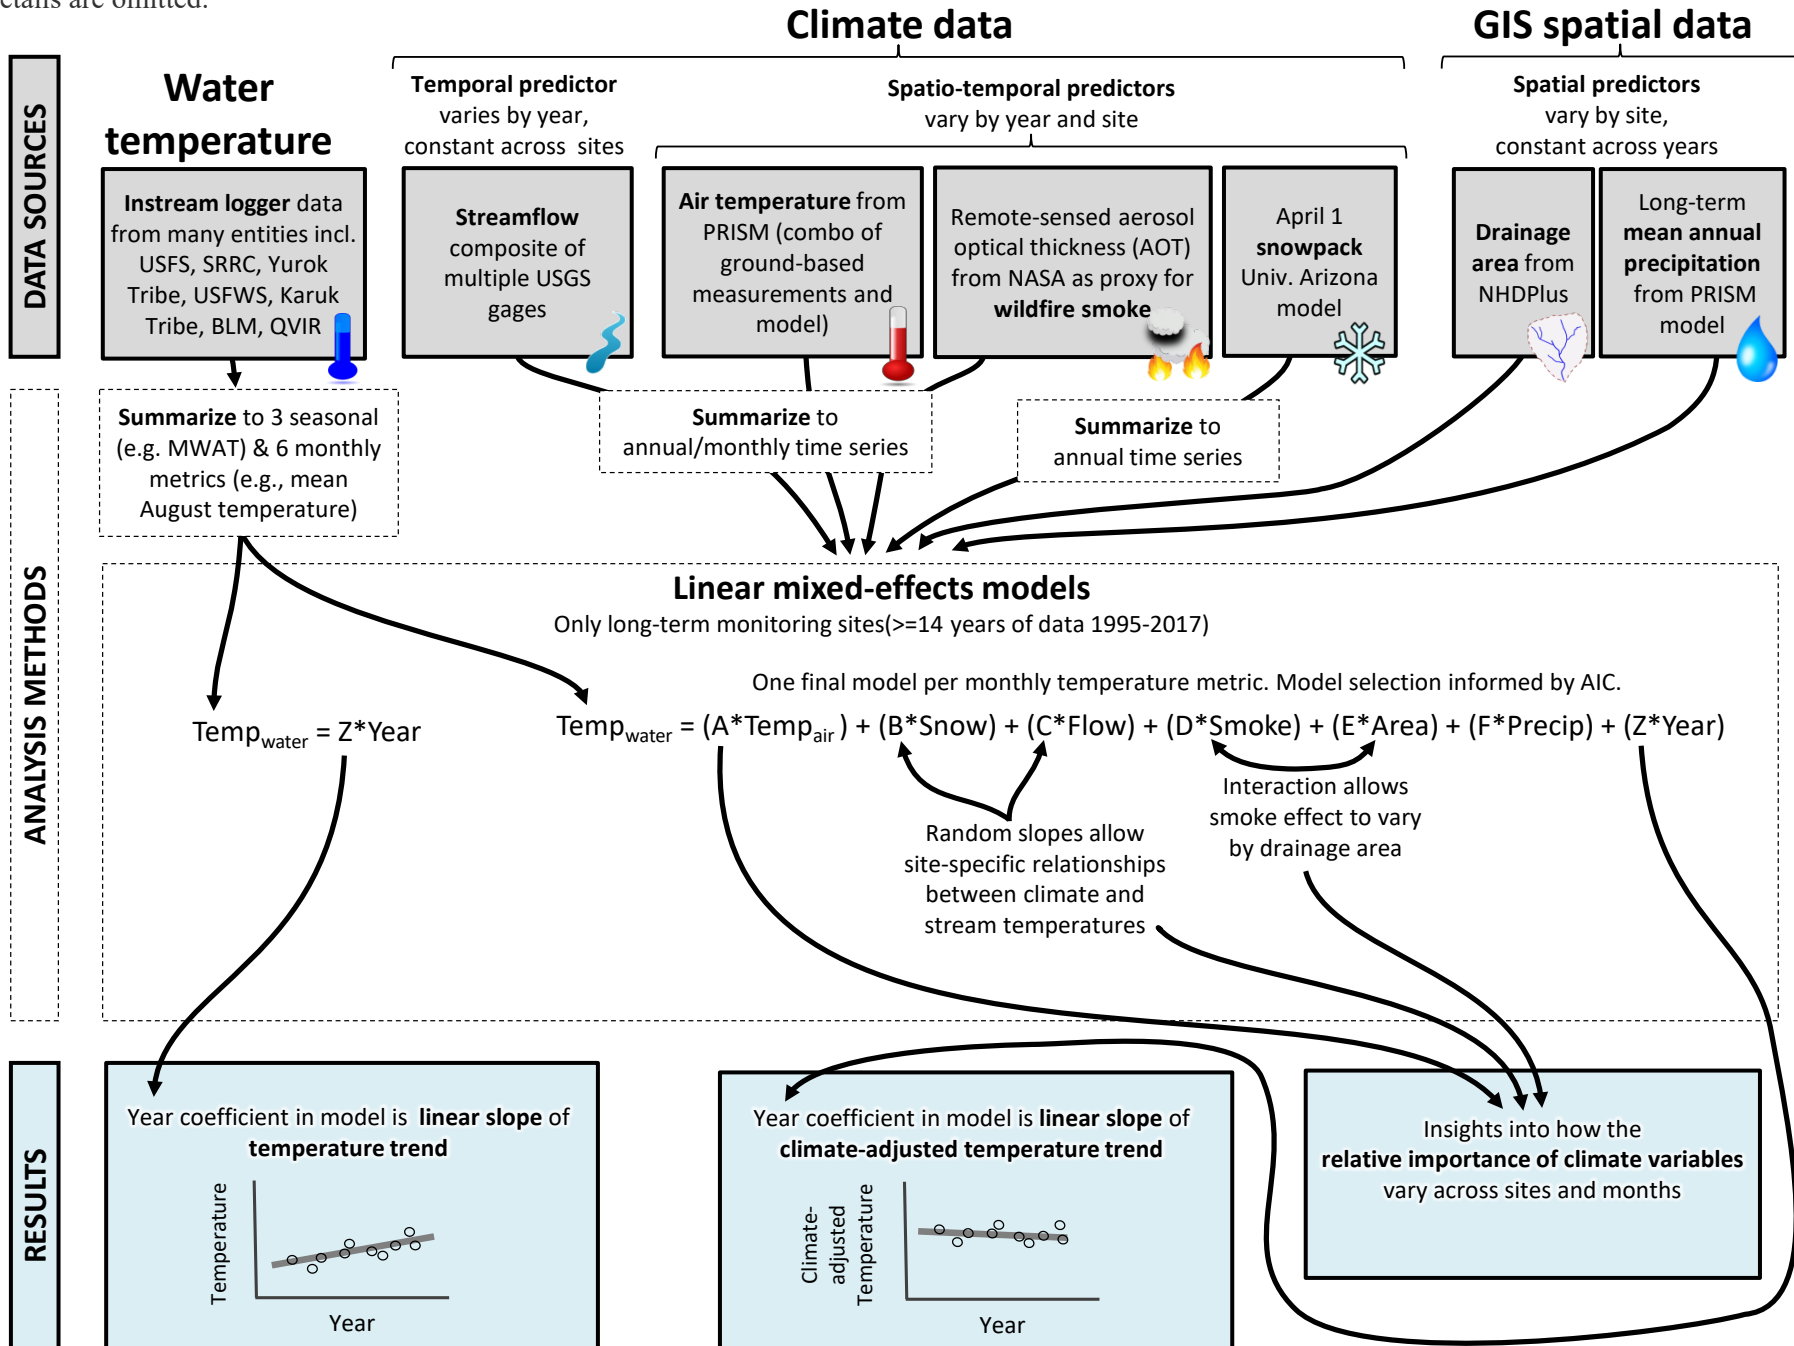 Climate data
GIS spatial data
DATA SOURCES
Water
temperature
Temporal predictor
varies by year,
constant across sites
Spatio-temporal predictors
vary by year and site
Spatial predictors
vary by site,
constant across years
Instream logger data
from many entities incl.
USFS, SRRC, Yurok
Tribe, USFWS, Karuk
Tribe, BLM, QVIR
Streamflow
composite of
multiple USGS
gages
Air temperature from
PRISM (combo of
ground-based
measurements and
model)
Remote-sensed aerosol
optical thickness (AOT)
from NASA as proxy for
wildfire smoke
April 1
snowpack
Univ. Arizona
model
Drainage
area from
NHDPlus
Long-term
mean annual
precipitation
from PRISM
model
ANALYSIS METHODS
Summarize to 3 seasonal
(e.g. MWAT) & 6 monthly
metrics (e.g., mean
August temperature)
Summarize to
annual/monthly time series
Summarize to
annual time series
Linear mixed-effects models
Only long-term monitoring sites(>=14 years of data 1995-2017)
One final model per monthly temperature metric. Model selection informed by AIC.
Temp_water = Z*Year
Temp_water = (A*Temp_air ) + (B*Snow) + (C*Flow) + (D*Smoke) + (E*Area) + (F*Precip) + (Z*Year)
Random slopes allow
site-specific relationships
between climate and
stream temperatures
Interaction allows
smoke effect to vary
by drainage area
RESULTS
Year coefficient in model is linear slope of
temperature trend
Temperature
Year
Year coefficient in model is linear slope of
climate-adjusted temperature trend
Climate-
adjusted
Temperature
Year
Insights into how the
relative importance of climate variables
vary across sites and months